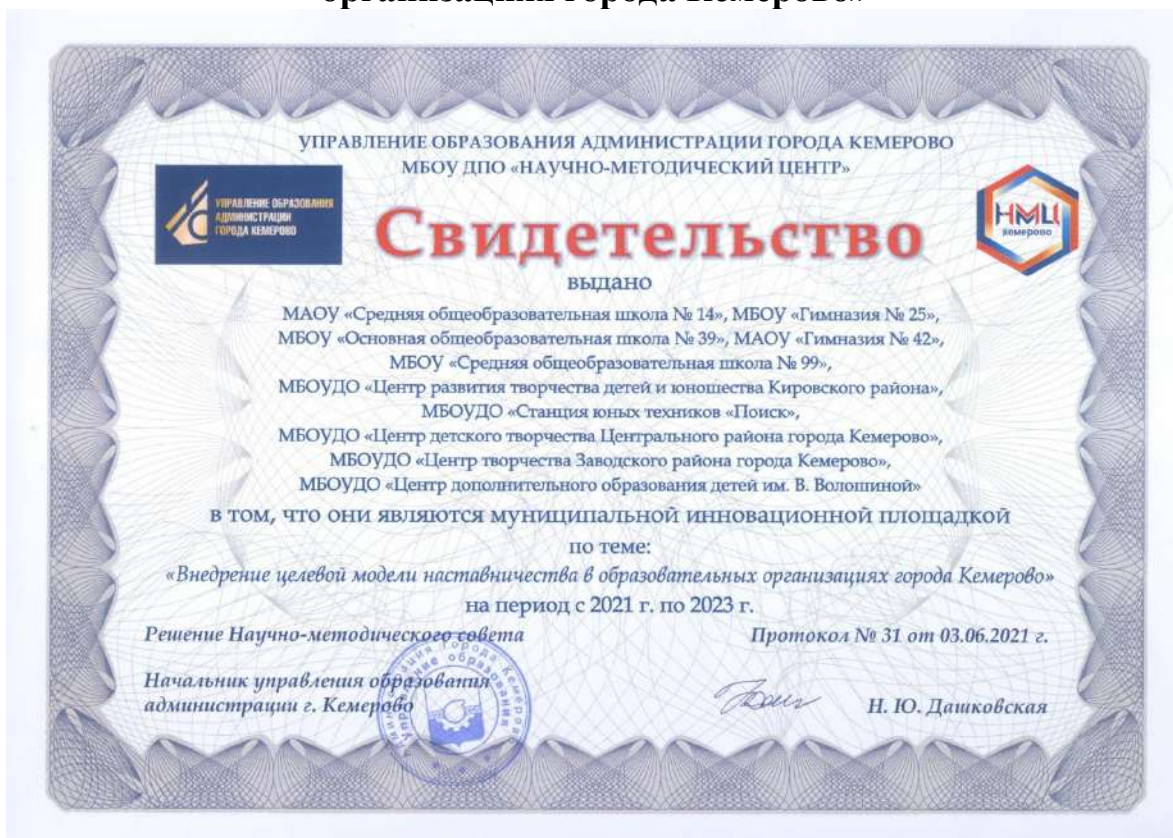 организациях города Кемерово»
УПРАВЛЕНИЕ ОБРАЗОВАНИЯ АДМИНИСТРАЦИИ ГОРОДА КЕМЕРОВО
МБОУ ДПО «НАУЧНО-МЕТОДИЧЕСКИЙ ЦЕНТР»
УПРАВЛЕНИЕ ОБРАЗОВАНИЯ
АДМИНИСТРАЦИИ
ГОРОДА КЕМЕРОВО
НМЦ
Кемерово
Свидетельство
выдано
МАОУ «Средняя общеобразовательная школа № 14», МБОУ «Гимназия № 25»,
МБОУ «Основная общеобразовательная школа № 39», МАОУ «Гимназия № 42»,
МБОУ «Средняя общеобразовательная школа № 99»,
МБОУДО «Центр развития творчества детей и юношества Кировского района»,
МБОУДО «Станция юных техников «Поиск»,
МБОУДО «Центр детского творчества Центрального района города Кемерово»,
МБОУДО «Центр творчества Заводского района города Кемерово»,
МБОУДО «Центр дополнительного образования детей им. В. Волошиной»
в том, что они являются муниципальной инновационной площадкой
по теме:
«Внедрение целевой модели наставничества в образовательных организациях города Кемерово»
на период с 2021 г. по 2023 г.
Решение Научно-методического совета
Протокол № 31 от 03.06.2021 г.
Начальник управления образования
администрации г. Кемерово
Н. Ю. Дашковская
Администрация города Кемерово
Управление образования